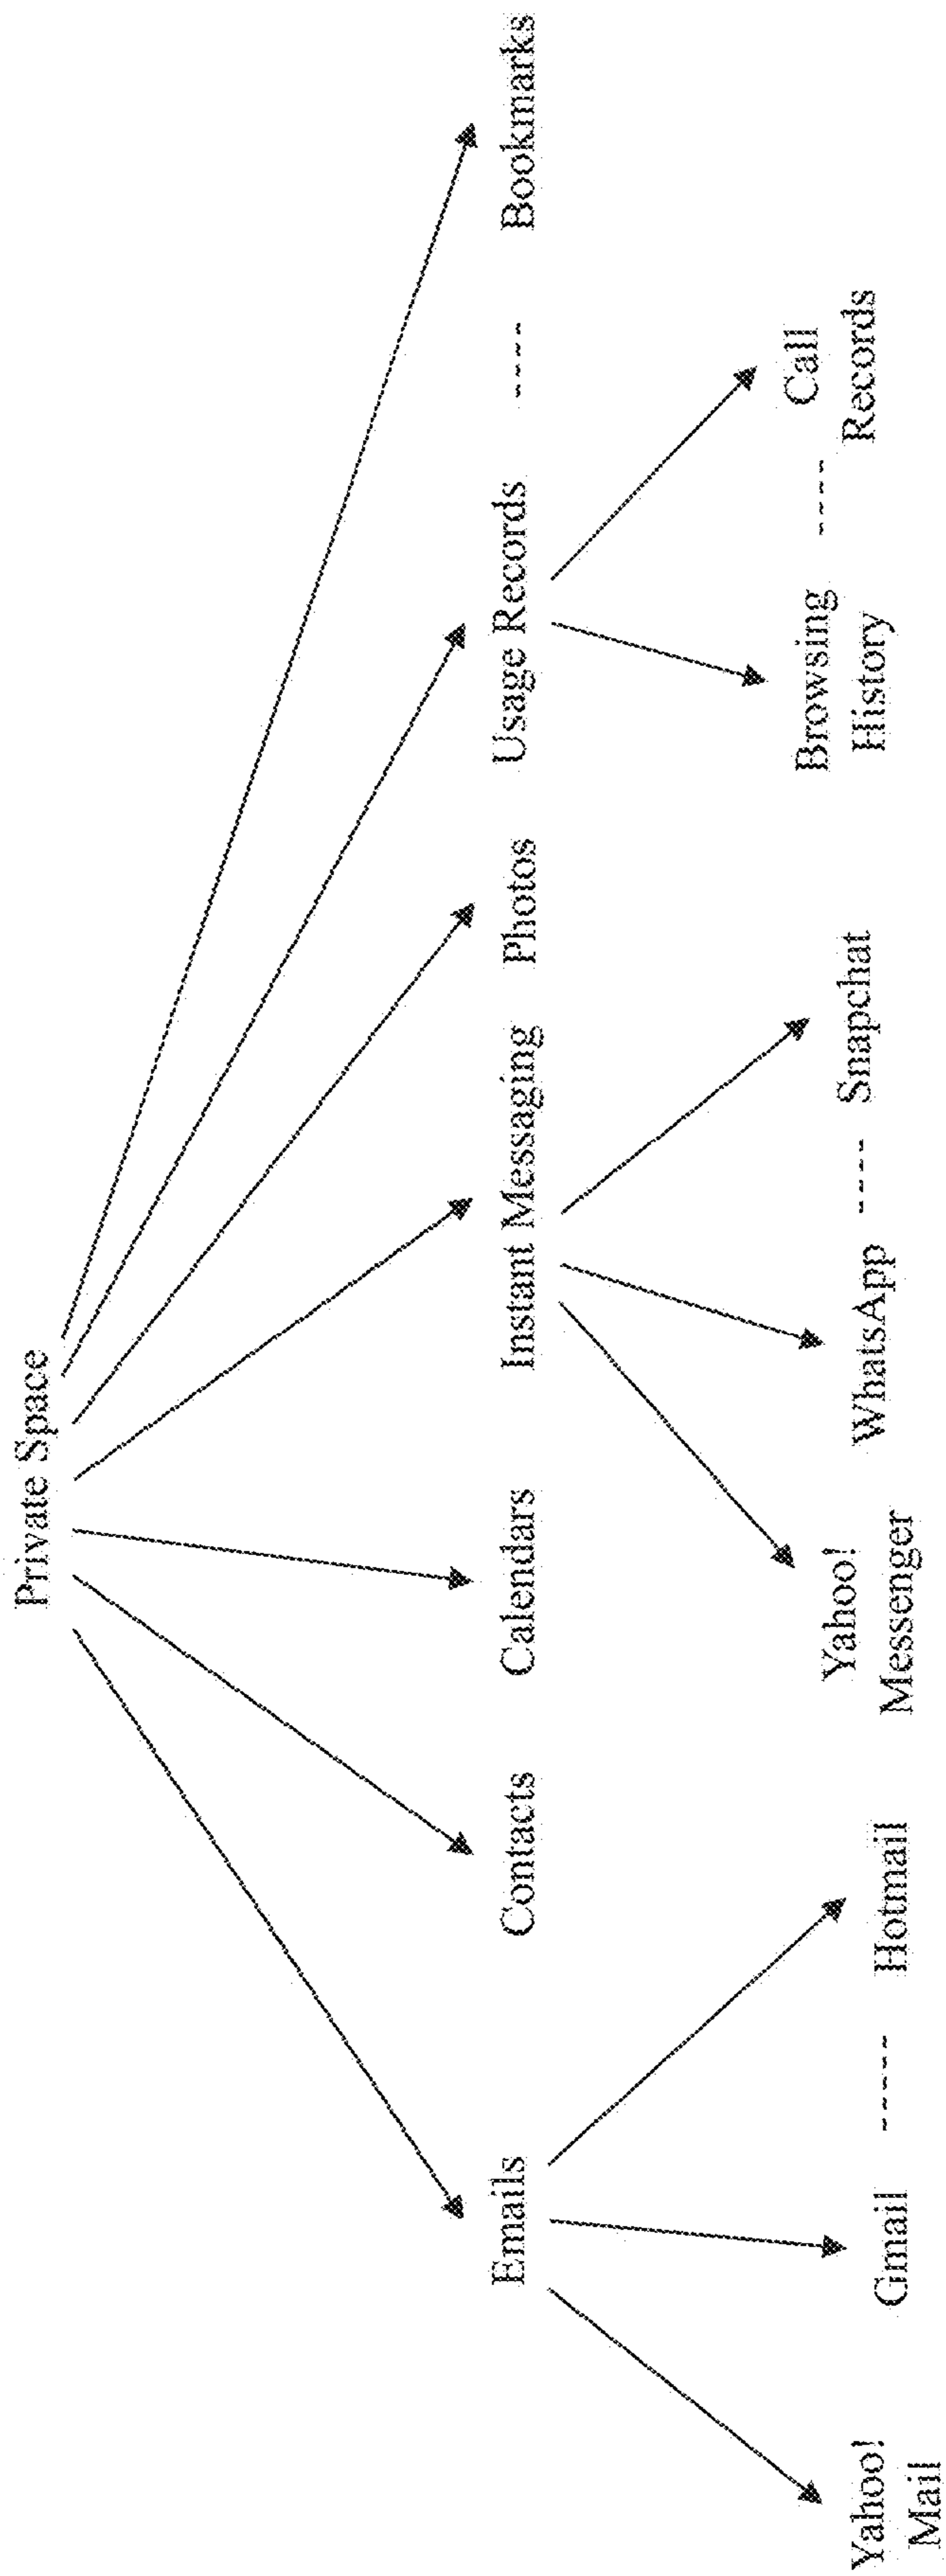 Private Space
Emails
Contacts
Calendars
Instant Messaging
Photos
Usage Records
----
Bookmarks
Yahoo!
Mail
Gmail
-----
Hotmail
Yahoo!
Messenger
WhatsApp
----
Snapchat
Browsing
History
----
Call
Records